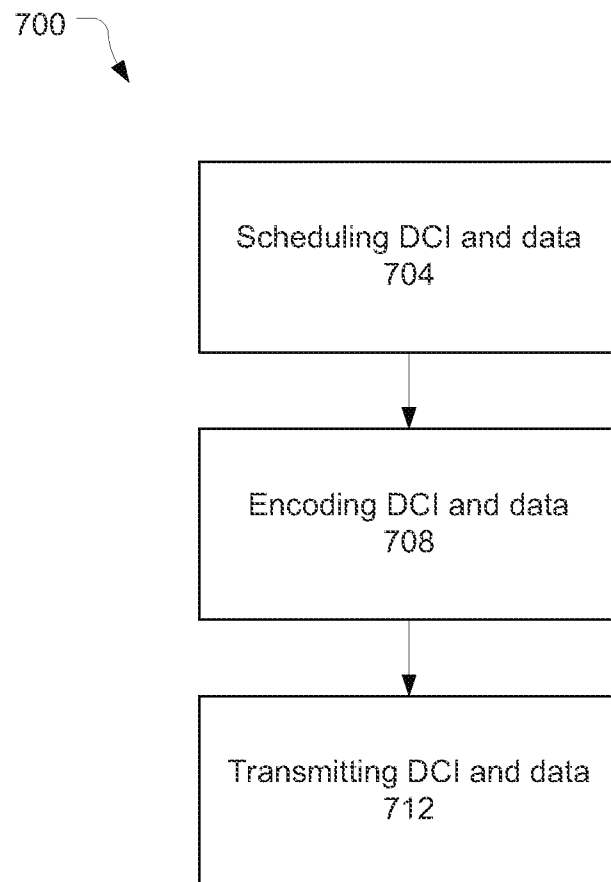 700
Scheduling DCI and data
704
Encoding DCI and data
708
Transmitting DCI and data
712